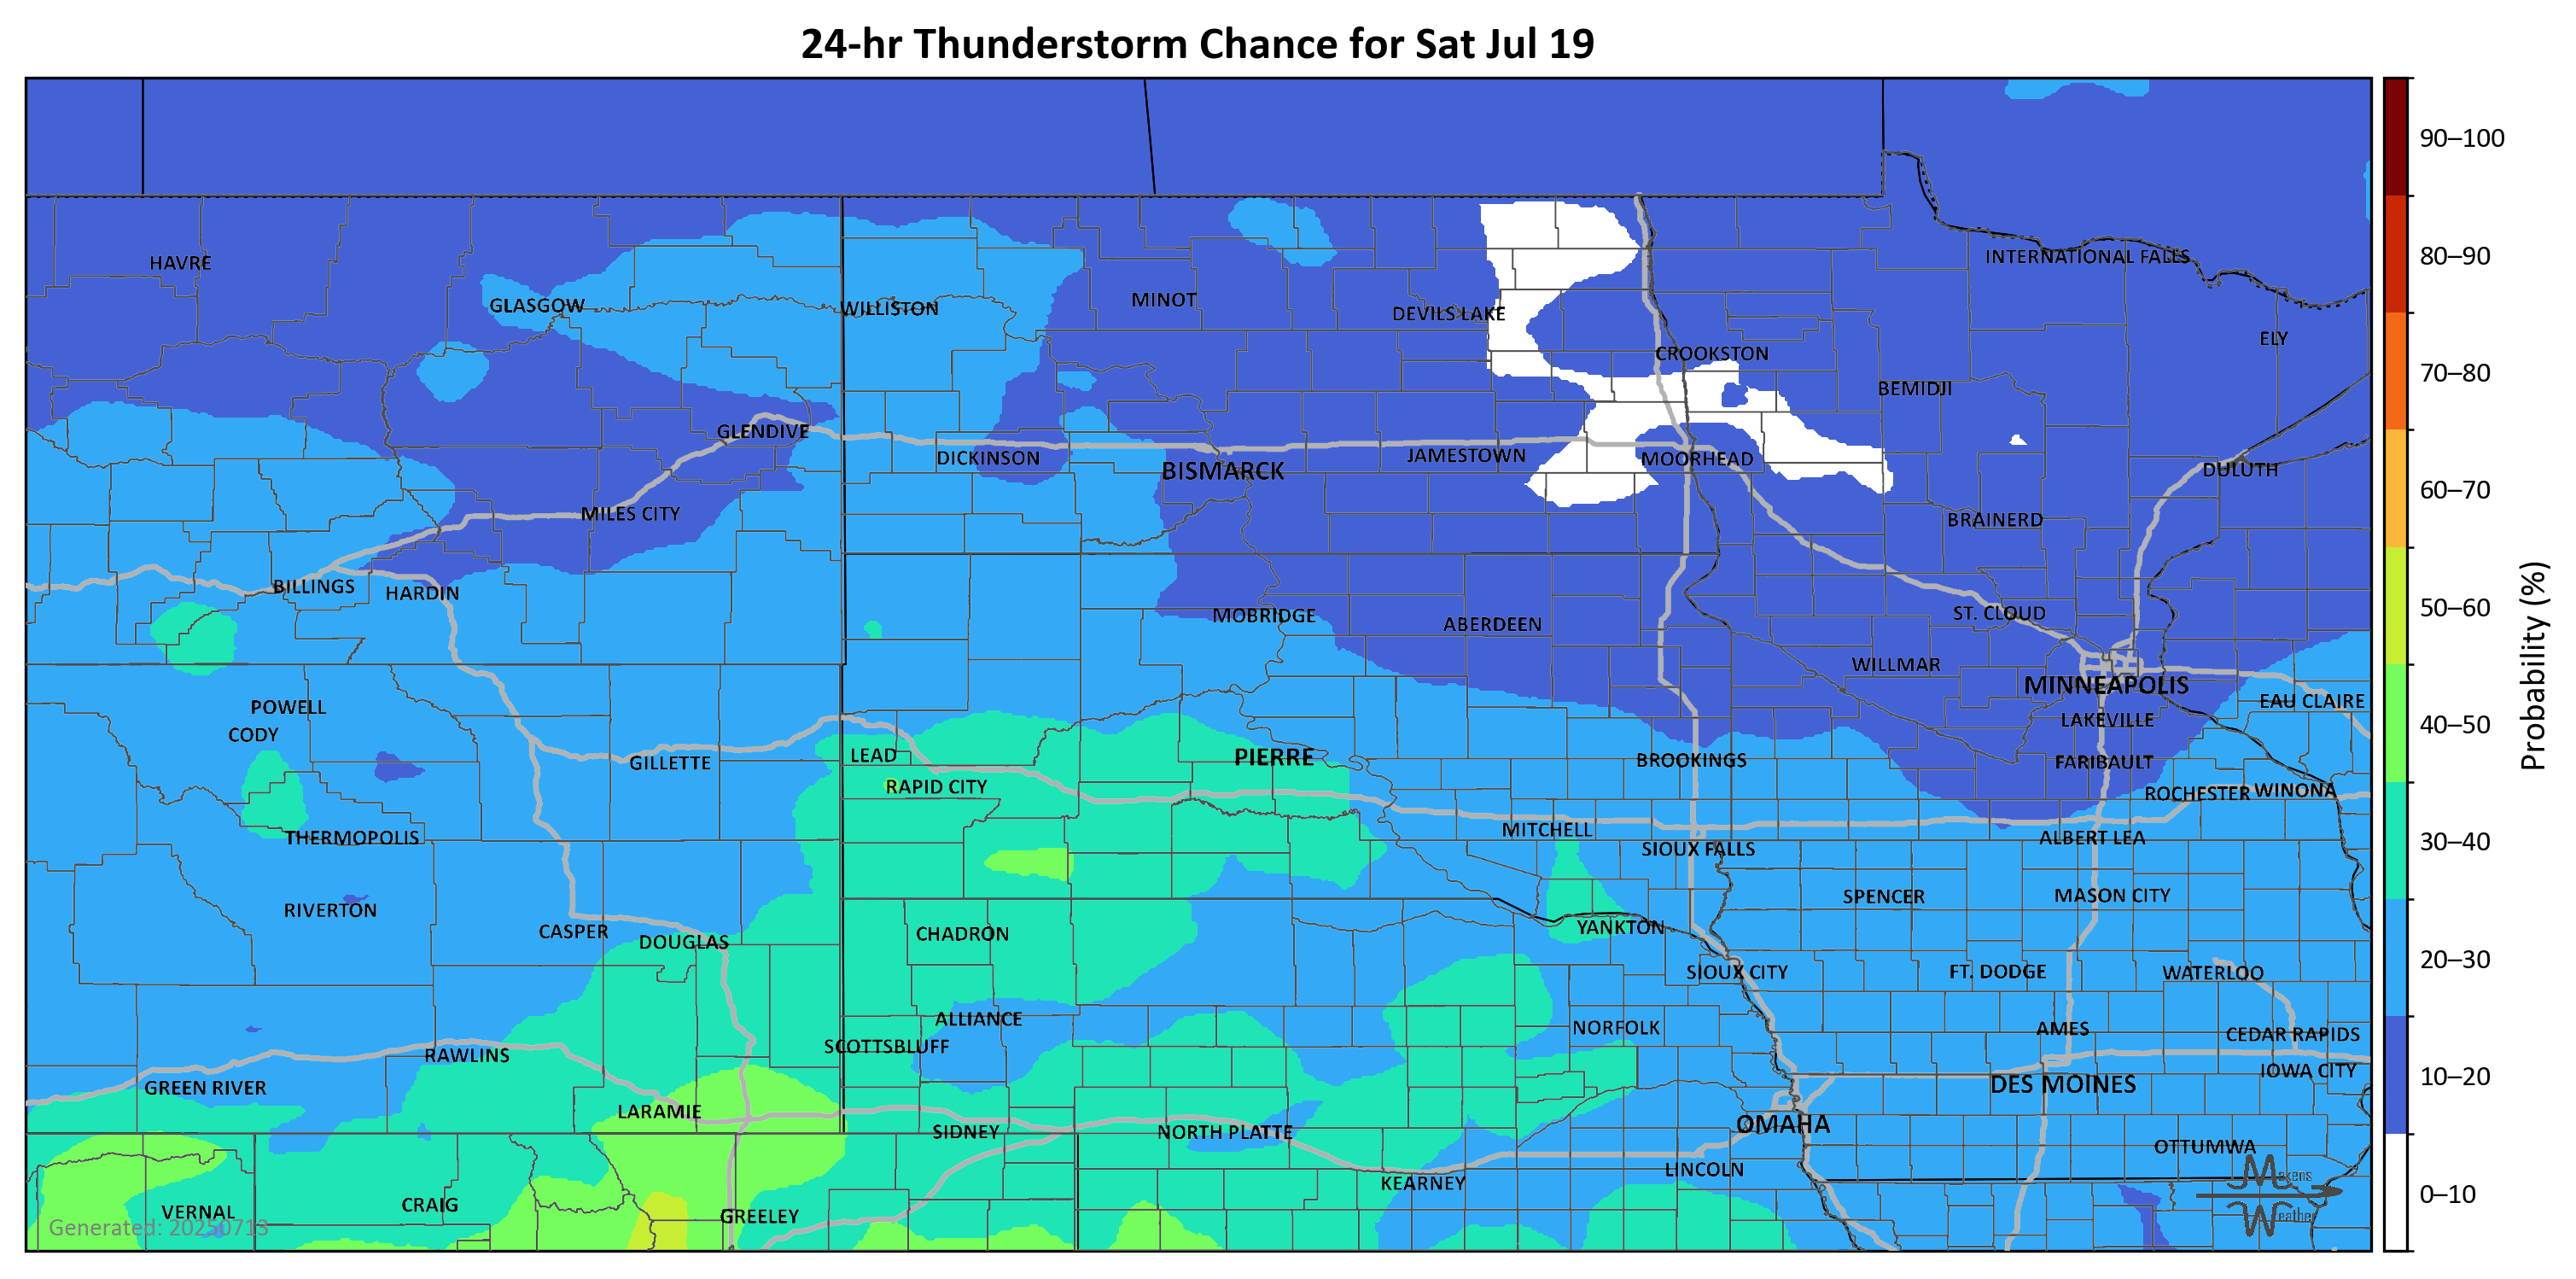 24-hr Thunderstorm Chance for Sat Jul 19
90–100
80–90
70–80
60–70
50–60
40–50
30–40
20–30
10–20
0–10
Probability (%)
HAVRE
GLASGOW
WILLISTON
MINOT
DEVILS LAKE
INTERNATIONAL FALLS
ELY
CROOKSTON
BEMIDJI
GLENDIVE
DICKINSON
BISMARCK
JAMESTOWN
MOORHEAD
DULUTH
MILES CITY
BRAINERD
BILLINGS
HARDIN
MOBRIDGE
ABERDEEN
ST. CLOUD
WILLMAR
MINNEAPOLIS
EAU CLAIRE
POWELL
CODY
LAKEVILLE
GILLETTE
LEAD
PIERRE
BROOKINGS
FARIBAULT
RAPID CITY
ROCHESTER
WINONA
THERMOPOLIS
MITCHELL
SIOUX FALLS
ALBERT LEA
RIVERTON
SPENCER
MASON CITY
CASPER
DOUGLAS
CHADRON
YANKTON
SIOUX CITY
FT. DODGE
WATERLOO
ALLIANCE
NORFOLK
AMES
CEDAR RAPIDS
RAWLINS
SCOTTSBLUFF
IOWA CITY
GREEN RIVER
DES MOINES
LARAMIE
OMAHA
SIDNEY
NORTH PLATTE
OTTUMWA
LINCOLN
KEARNEY
VERNAL
CRAIG
GREELEY
Generated: 20250713
Makens
Weather